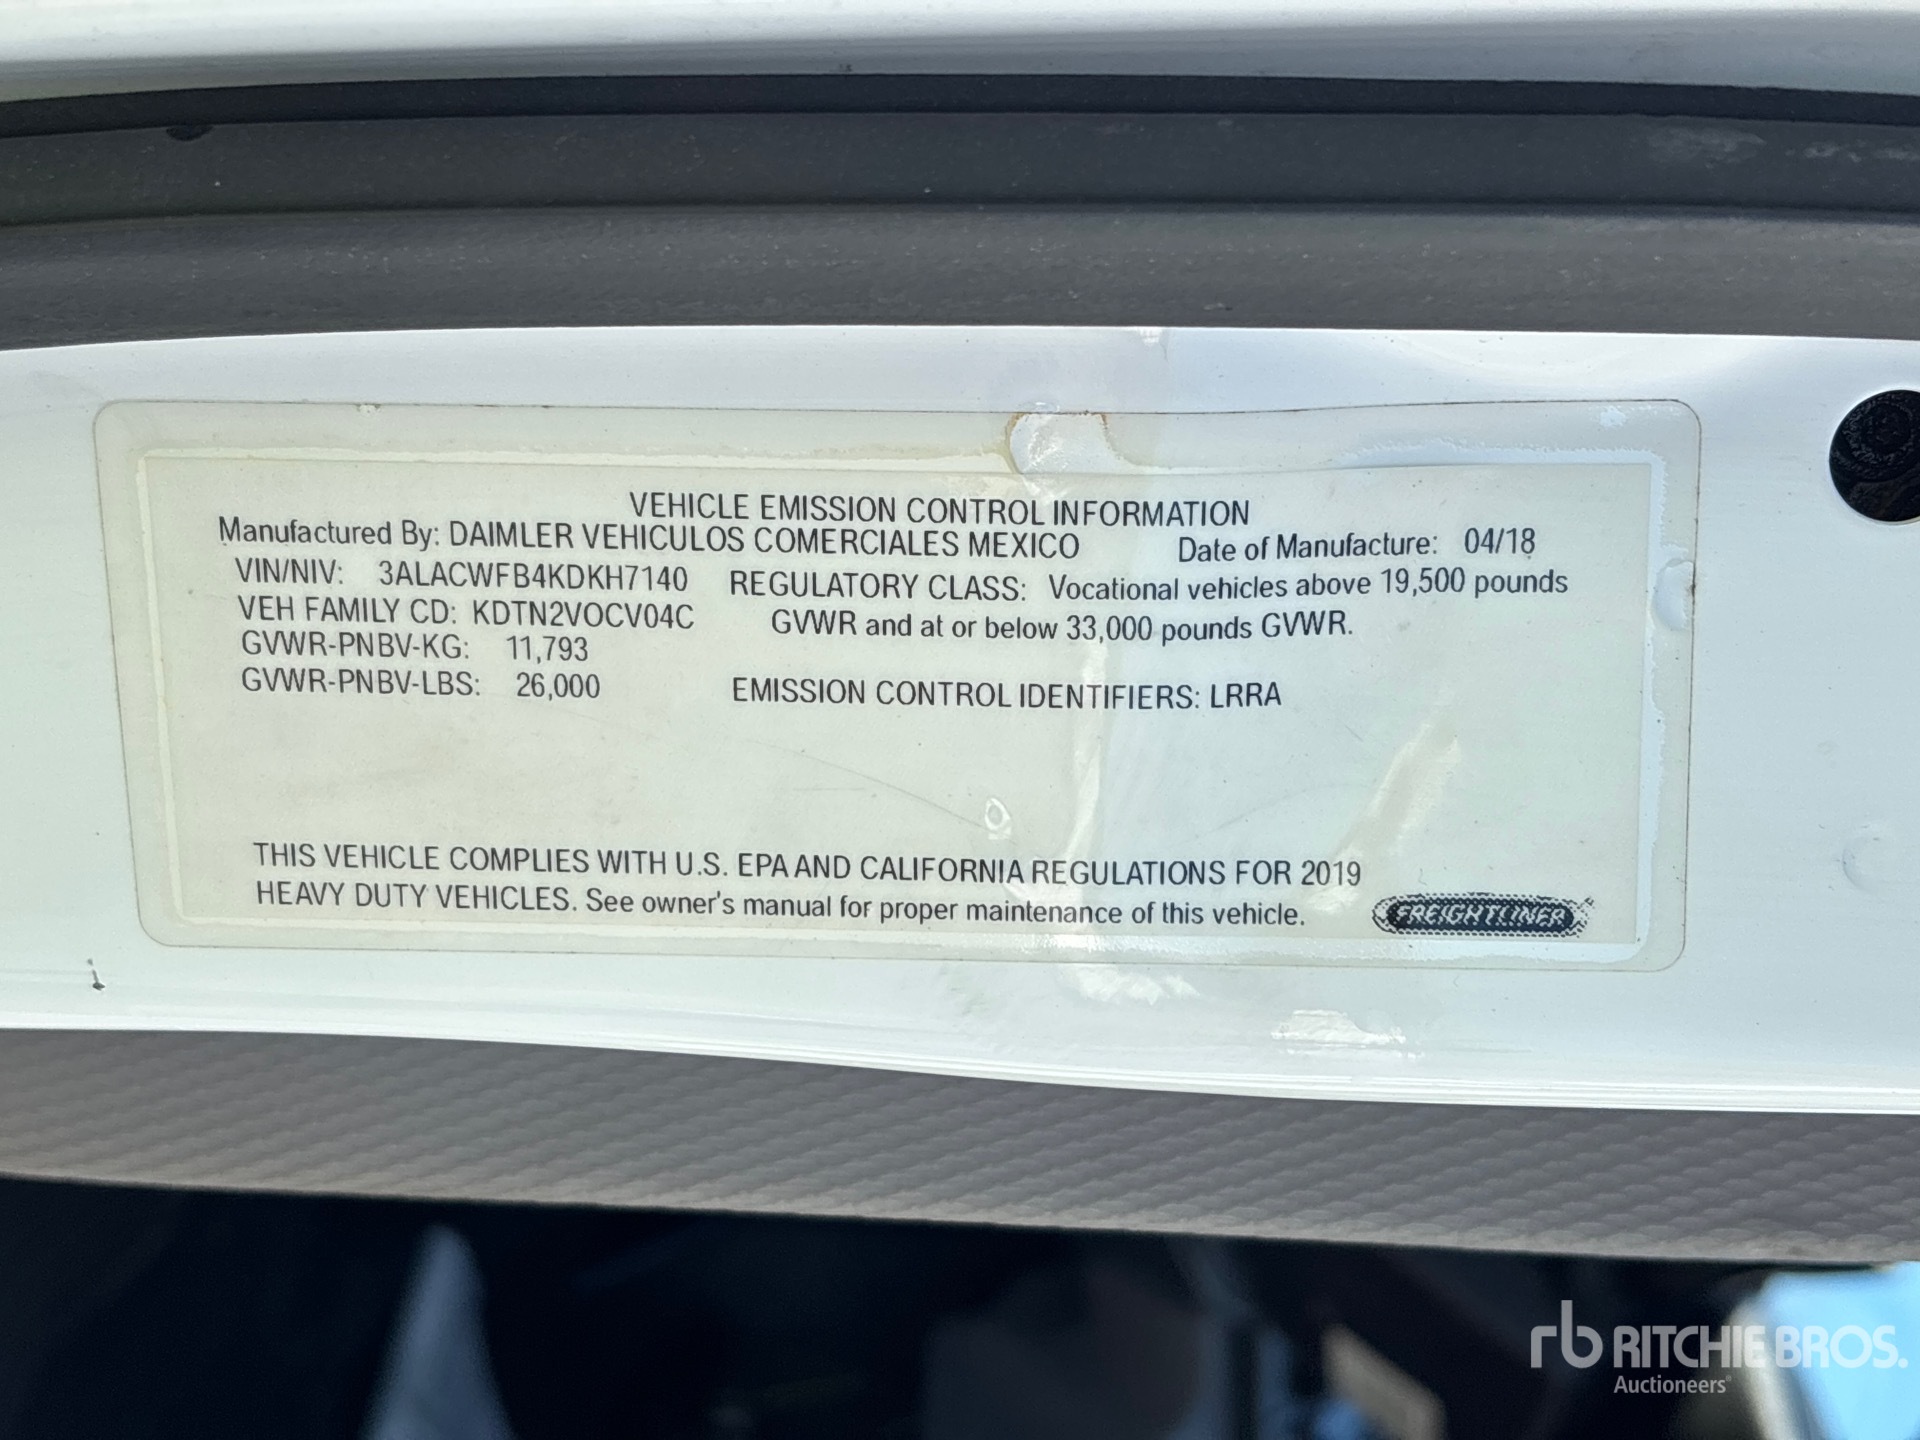 VEHICLE EMISSION CONTROL INFORMATION
Manufactured By: DAIMLER VEHICULOS COMERCIALES MEXICO Date of Manufacture: 04/18
VIN/NIV: 3ALACWFB4KDKH7140 REGULATORY CLASS: Vocational vehicles above 19,500 pounds
VEH FAMILY CD: KDTN2VOCV04C GVWR and at or below 33,000 pounds GVWR.
GVWR-PNBV-KG: 11,793
GVWR-PNBV-LBS: 26,000 EMISSION CONTROL IDENTIFIERS: LRRA
THIS VEHICLE COMPLIES WITH U.S. EPA AND CALIFORNIA REGULATIONS FOR 2019
HEAVY DUTY VEHICLES. See owner's manual for proper maintenance of this vehicle.
FREIGHTLINER
rb RITCHIE BROS.
Auctioneers